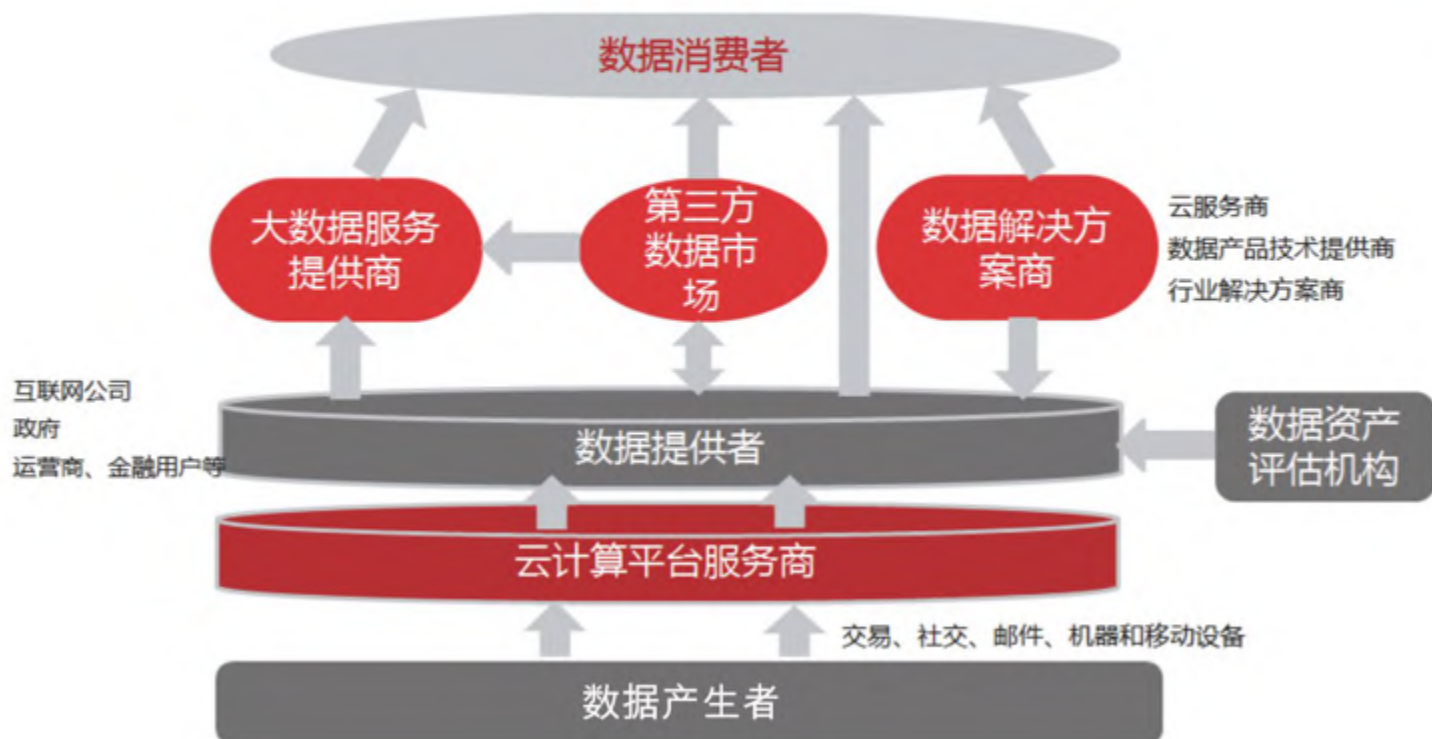 数据消费者
大数据服务
提供商
第三方
数据市
场
数据解决方
案商
云服务商
数据产品技术提供商
行业解决方案商
互联网公司
政府
运营商、金融用户等
数据提供者
数据资产
评估机构
云计算平台服务商
交易、社交、邮件、机器和移动设备
数据产生者